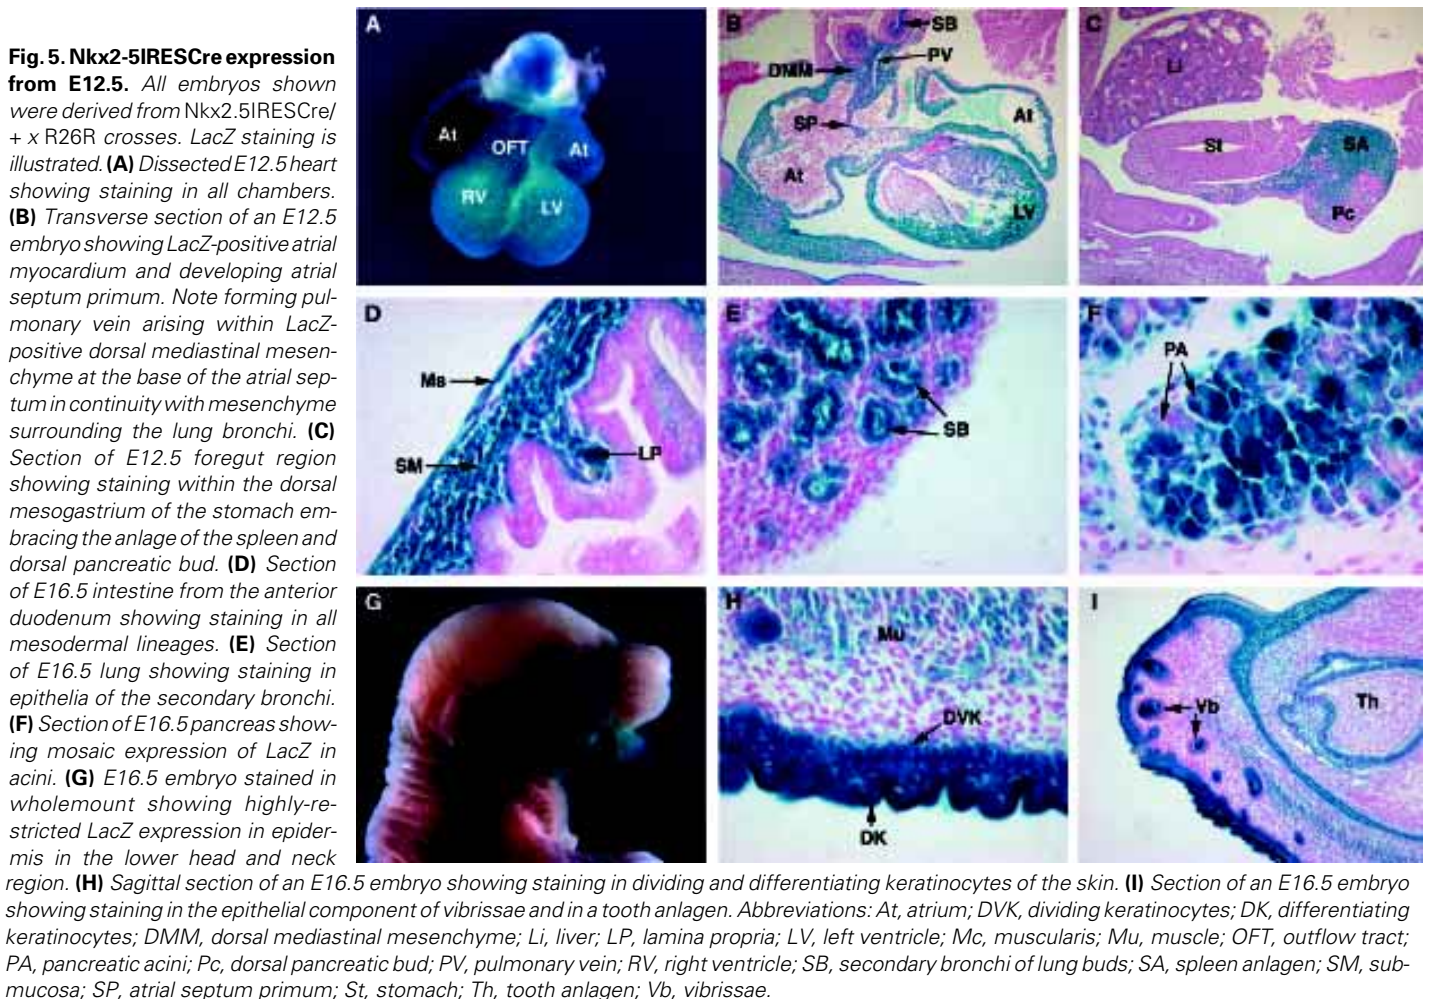 Fig. 5. Nkx2-5IRESCre expression
from E12.5. All embryos shown
were derived from Nkx2.5IRESCre/
+ x R26R crosses. LacZ staining is
illustrated. (A) Dissected E12.5 heart
showing staining in all chambers.
(B) Transverse section of an E12.5
embryo showing LacZ-positive atrial
myocardium and developing atrial
septum primum. Note forming pul-
monary vein arising within LacZ-
positive dorsal mediastinal mesen-
chyme at the base of the atrial sep-
tum in continuity with mesenchyme
surrounding the lung bronchi. (C)
Section of E12.5 foregut region
showing staining within the dorsal
mesogastrium of the stomach em-
bracing the anlage of the spleen and
dorsal pancreatic bud. (D) Section
of E16.5 intestine from the anterior
duodenum showing staining in all
mesodermal lineages. (E) Section
of E16.5 lung showing staining in
epithelia of the secondary bronchi.
(F) Section of E16.5 pancreas show-
ing mosaic expression of LacZ in
acini. (G) E16.5 embryo stained in
wholemount showing highly-re-
stricted LacZ expression in epider-
mis in the lower head and neck
region. (H) Sagittal section of an E16.5 embryo showing staining in dividing and differentiating keratinocytes of the skin. (I) Section of an E16.5 embryo
showing staining in the epithelial component of vibrissae and in a tooth anlagen. Abbreviations: At, atrium; DVK, dividing keratinocytes; DK, differentiating
keratinocytes; DMM, dorsal mediastinal mesenchyme; Li, liver; LP, lamina propria; LV, left ventricle; Mc, muscularis; Mu, muscle; OFT, outflow tract;
PA, pancreatic acini; Pc, dorsal pancreatic bud; PV, pulmonary vein; RV, right ventricle; SB, secondary bronchi of lung buds; SA, spleen anlagen; SM, sub-
mucosa; SP, atrial septum primum; St, stomach; Th, tooth anlagen; Vb, vibrissae.
A
At
OFT
At
RV
LV
B
SB
PV
DMM
SP
At
At
LV
C
Li
St
SA
Pc
D
Ms
SM
LP
E
SB
F
PA
G
H
Mu
DVK
DK
I
Vb
Th